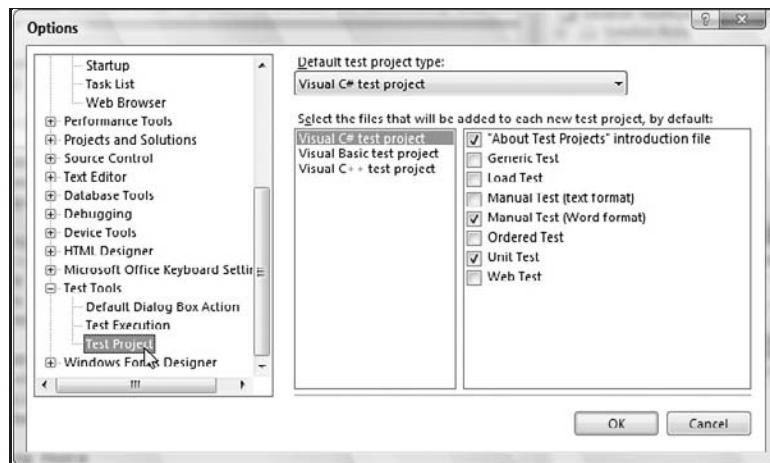 Options
Startup
Task List
Web Browser
Performance Tools
Projects and Solutions
Source Control
Text Editor
Database Tools
Debugging
Device Tools
HTML Designer
Microsoft Office Keyboard Settin
Test Tools
Default Dialog Box Action
Test Execution
Test Project
Windows Forms Designer
Default test project type:
Visual C# test project
Select the files that will be added to each new test project, by default:
Visual C# test project
Visual Basic test project
Visual C++ test project
"About Test Projects" introduction file
Generic Test
Load Test
Manual Test (text format)
Manual Test (Word format)
Ordered Test
Unit Test
Web Test
OK
Cancel